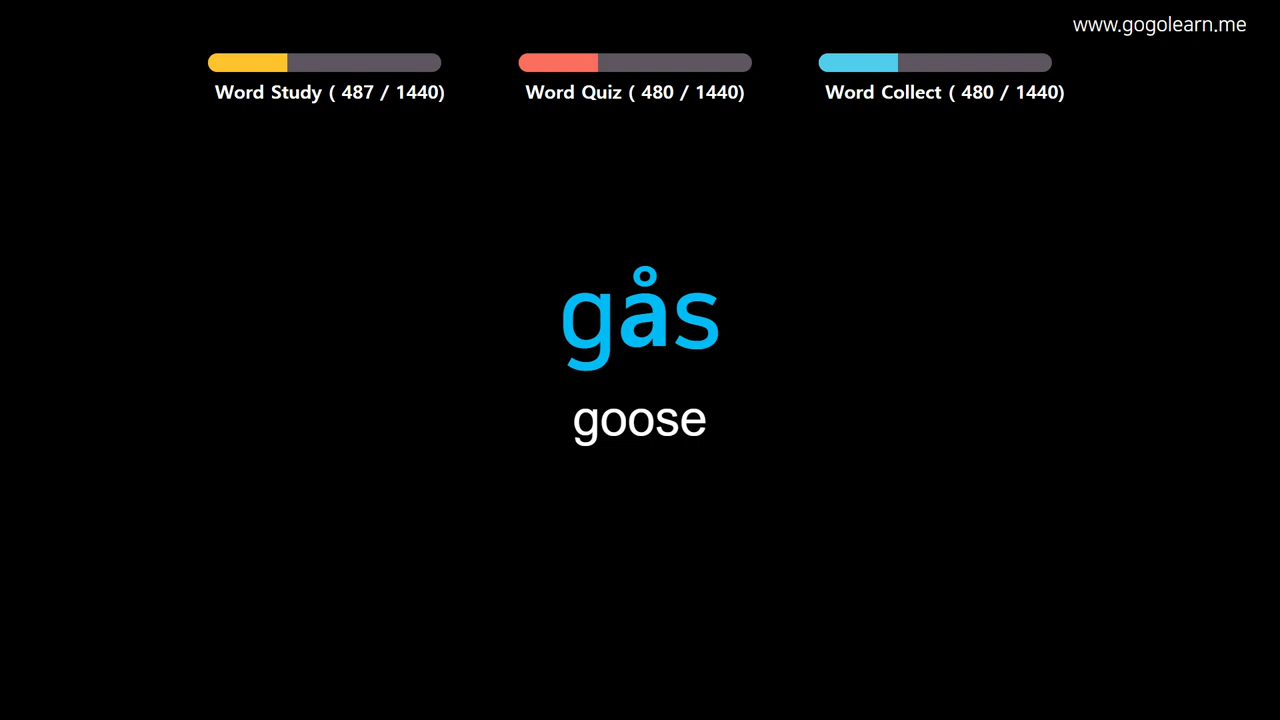 www.gogolearn.me
Word Study ( 487 / 1440)
Word Quiz ( 480 / 1440)
Word Collect ( 480 / 1440)
gås
goose